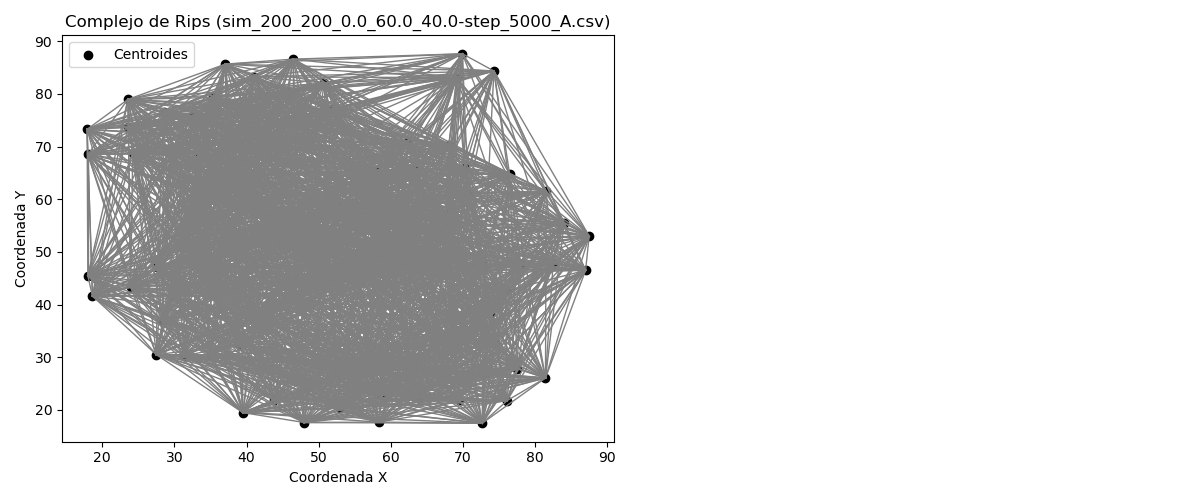 Complejo de Rips (sim_200_200_0.0_60.0_40.0-step_5000_A.csv)
Centroides
90
80
70
60
50
40
30
20
Coordenada Y
20 30 40 50 60 70 80 90
Coordenada X